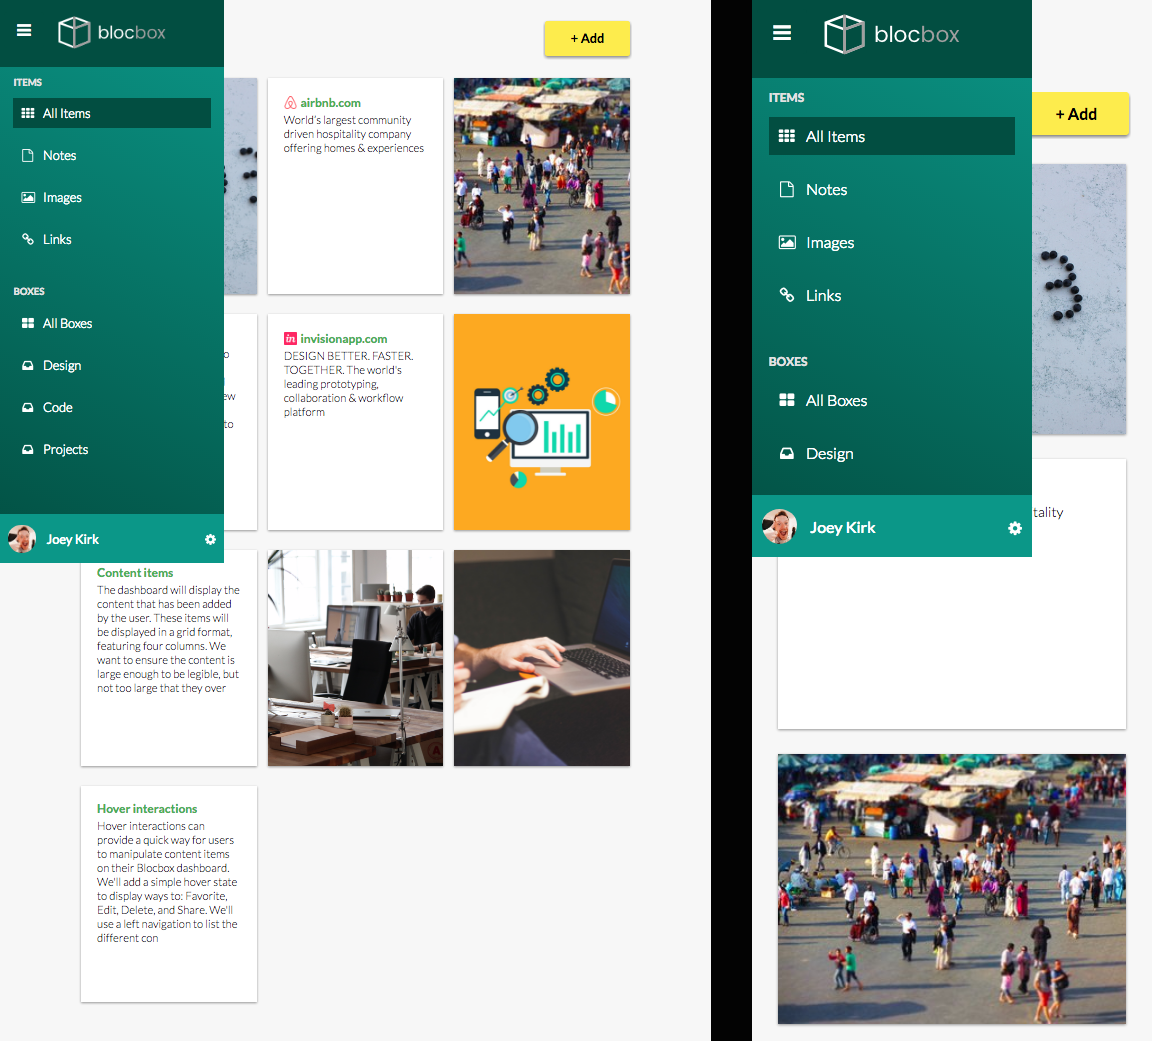 blocbox
+ Add
ITEMS
All Items
Notes
Images
Links
BOXES
All Boxes
Design
Code
Projects
Joey Kirk
airbnb.com
World's largest community
driven hospitality company
offering homes & experiences
o
ew
to
in invisionapp.com
DESIGN BETTER. FASTER.
TOGETHER. The world's
leading prototyping,
collaboration & workflow
platform
Content items
The dashboard will display the
content that has been added
by the user. These items will
be displayed in a grid format,
featuring four columns. We
want to ensure the content is
large enough to be legible, but
not too large that they over
Hover interactions
Hover interactions can
provide a quick way for users
to manipulate content items
on their Blocbox dashboard.
We'll add a simple hover state
to display ways to: Favorite,
Edit, Delete, and Share. We'll
use a left navigation to list the
different con
blocbox
+ Add
ITEMS
All Items
Notes
Images
Links
BOXES
All Boxes
Design
Joey Kirk
3
tality